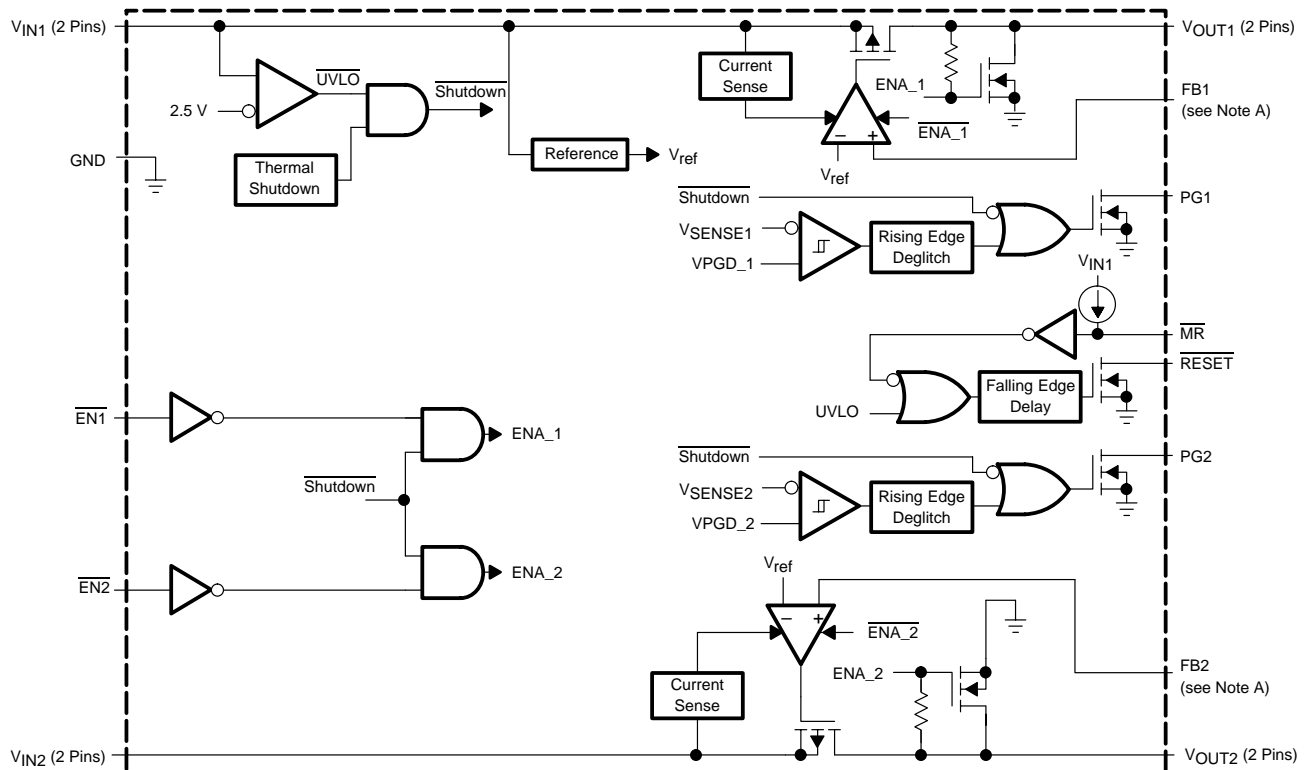 VIN1 (2 Pins)
VOUT1 (2 Pins)
UVLO
Shutdown
2.5 V
Current
Sense
ENA_1
FB1
(see Note A)
ENA_1
− +
Vref
GND
Thermal
Shutdown
Reference
Vref
Shutdown
PG1
VSENSE1
VPGD_1
Rising Edge
Deglitch
VIN1
MR
RESET
UVLO
Falling Edge
Delay
EN1
ENA_1
Shutdown
Shutdown
PG2
VSENSE2
VPGD_2
Rising Edge
Deglitch
EN2
ENA_2
Vref
− +
ENA_2
ENA_2
FB2
(see Note A)
Current
Sense
VIN2 (2 Pins)
VOUT2 (2 Pins)